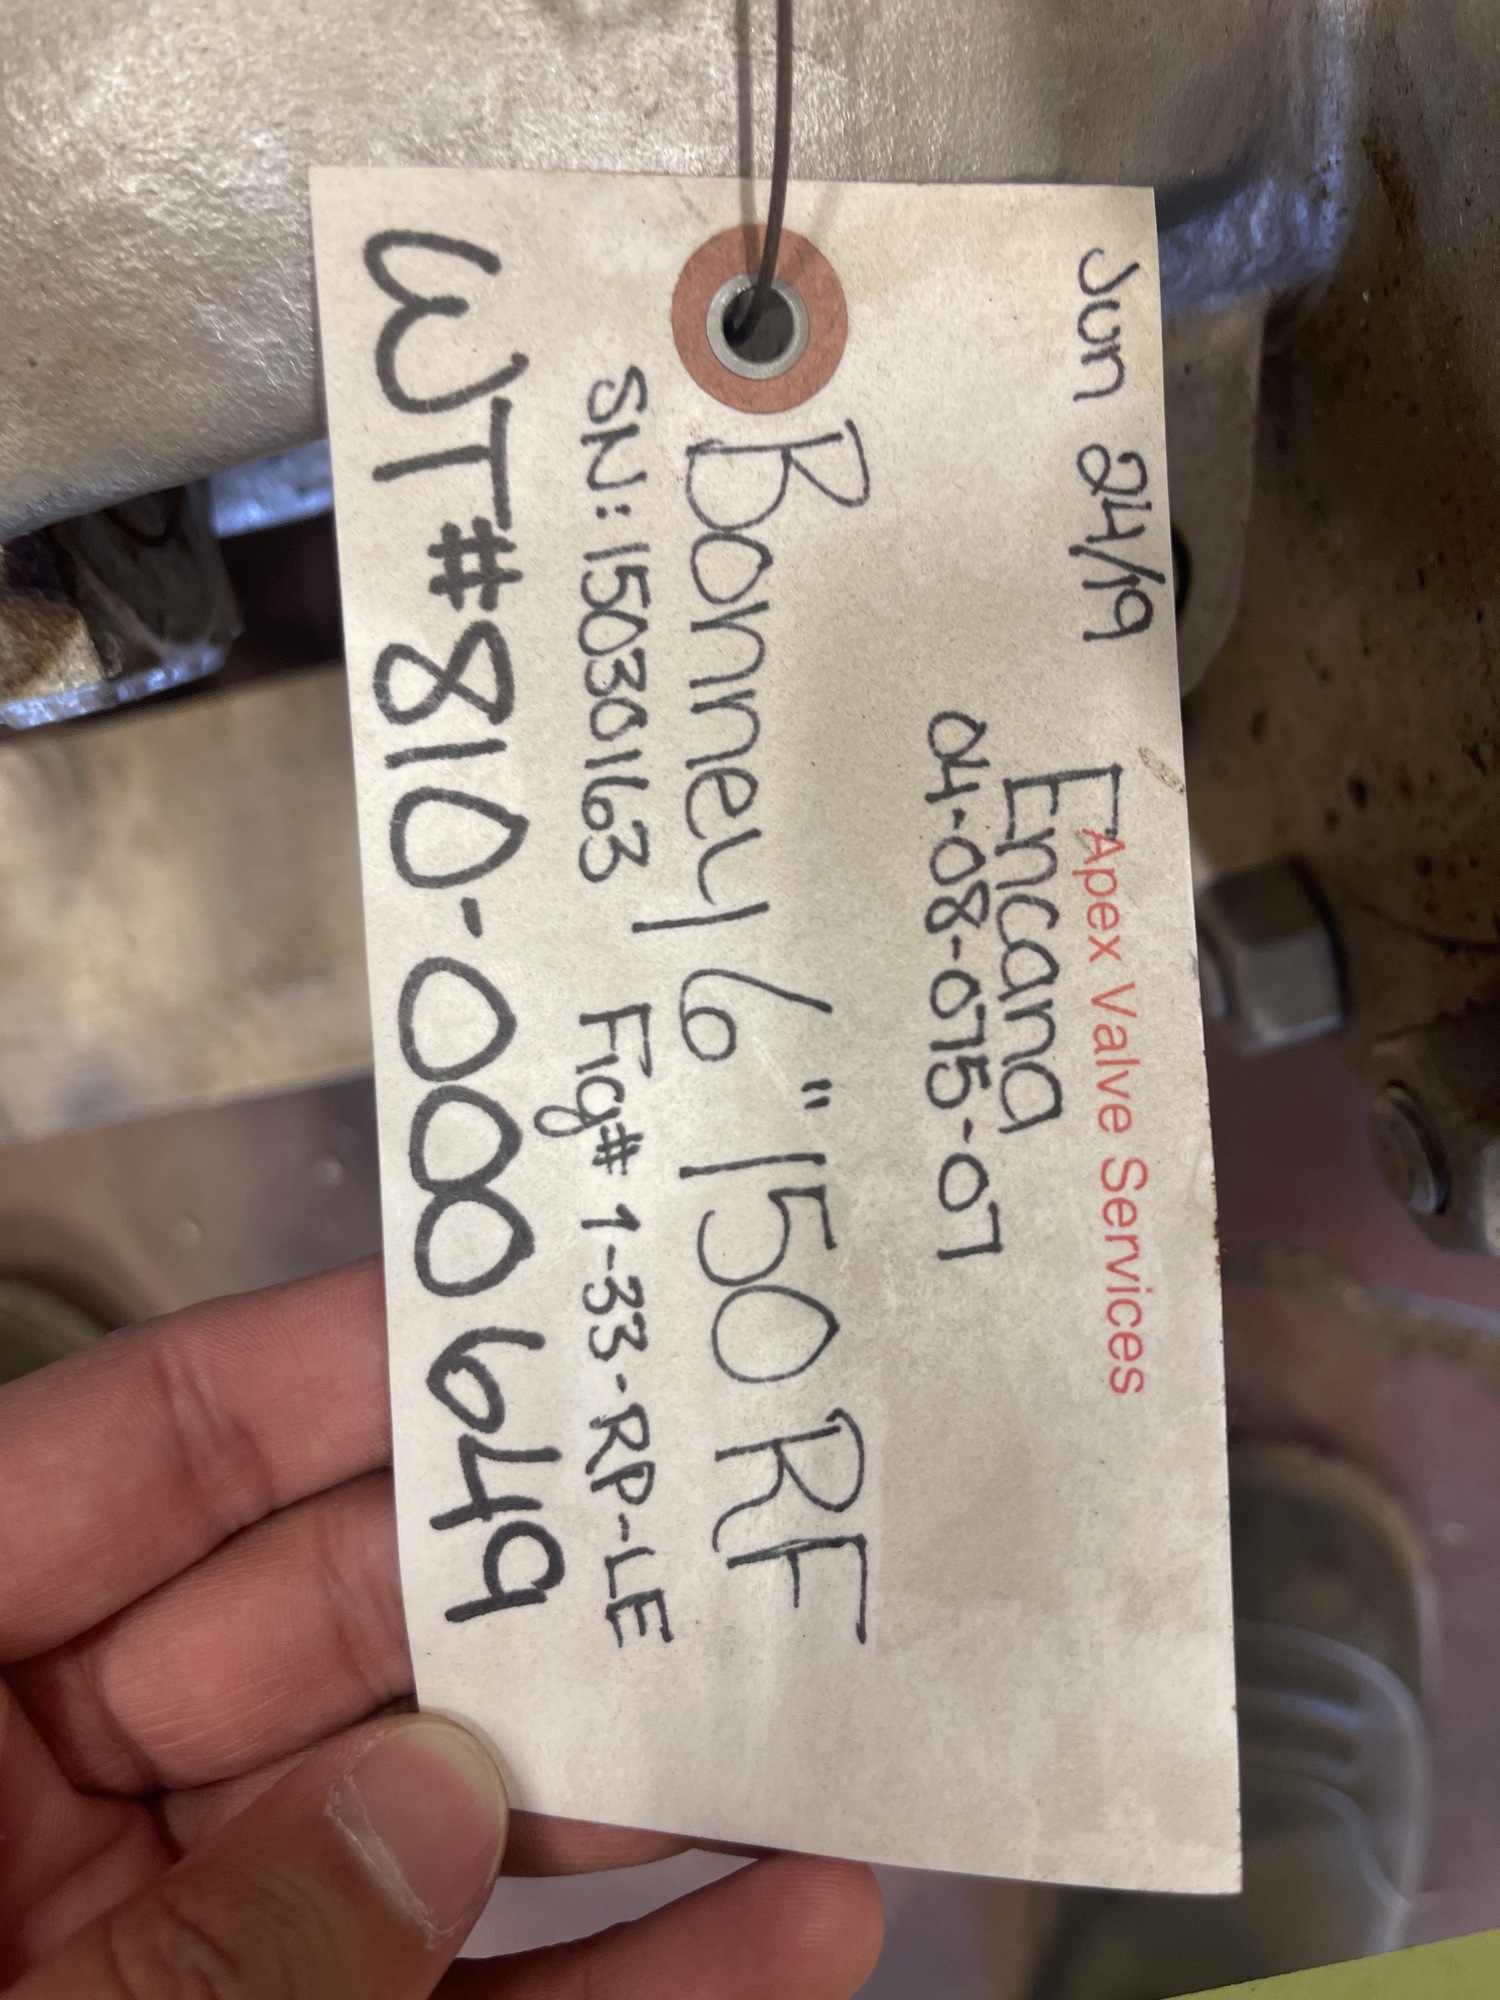 Jun 24/19
Apex Valve Services
Encana
04-08-075-07
Bonney 6" 150 RF
SN: 15030163 Fig# 1-33-RP-LE
WT# 810-000649